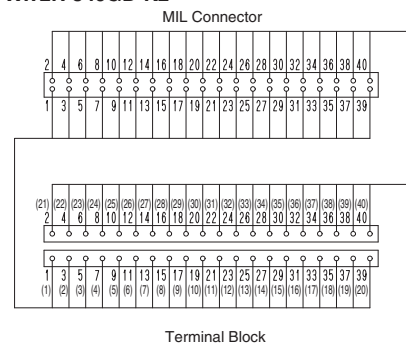 MIL Connector
2 4 6 8 10 12 14 16 18 20 22 24 26 28 30 32 34 36 38 40
1 3 5 7 9 11 13 15 17 19 21 23 25 27 29 31 33 35 37 39
(21) (22) (23) (24) (25) (26) (27) (28) (29) (30) (31) (32) (33) (34) (35) (36) (37) (38) (39) (40)
2 4 6 8 10 12 14 16 18 20 22 24 26 28 30 32 34 36 38 40
1 3 5 7 9 11 13 15 17 19 21 23 25 27 29 31 33 35 37 39
(1) (2) (3) (4) (5) (6) (7) (8) (9) (10) (11) (12) (13) (14) (15) (16) (17) (18) (19) (20)
Terminal Block